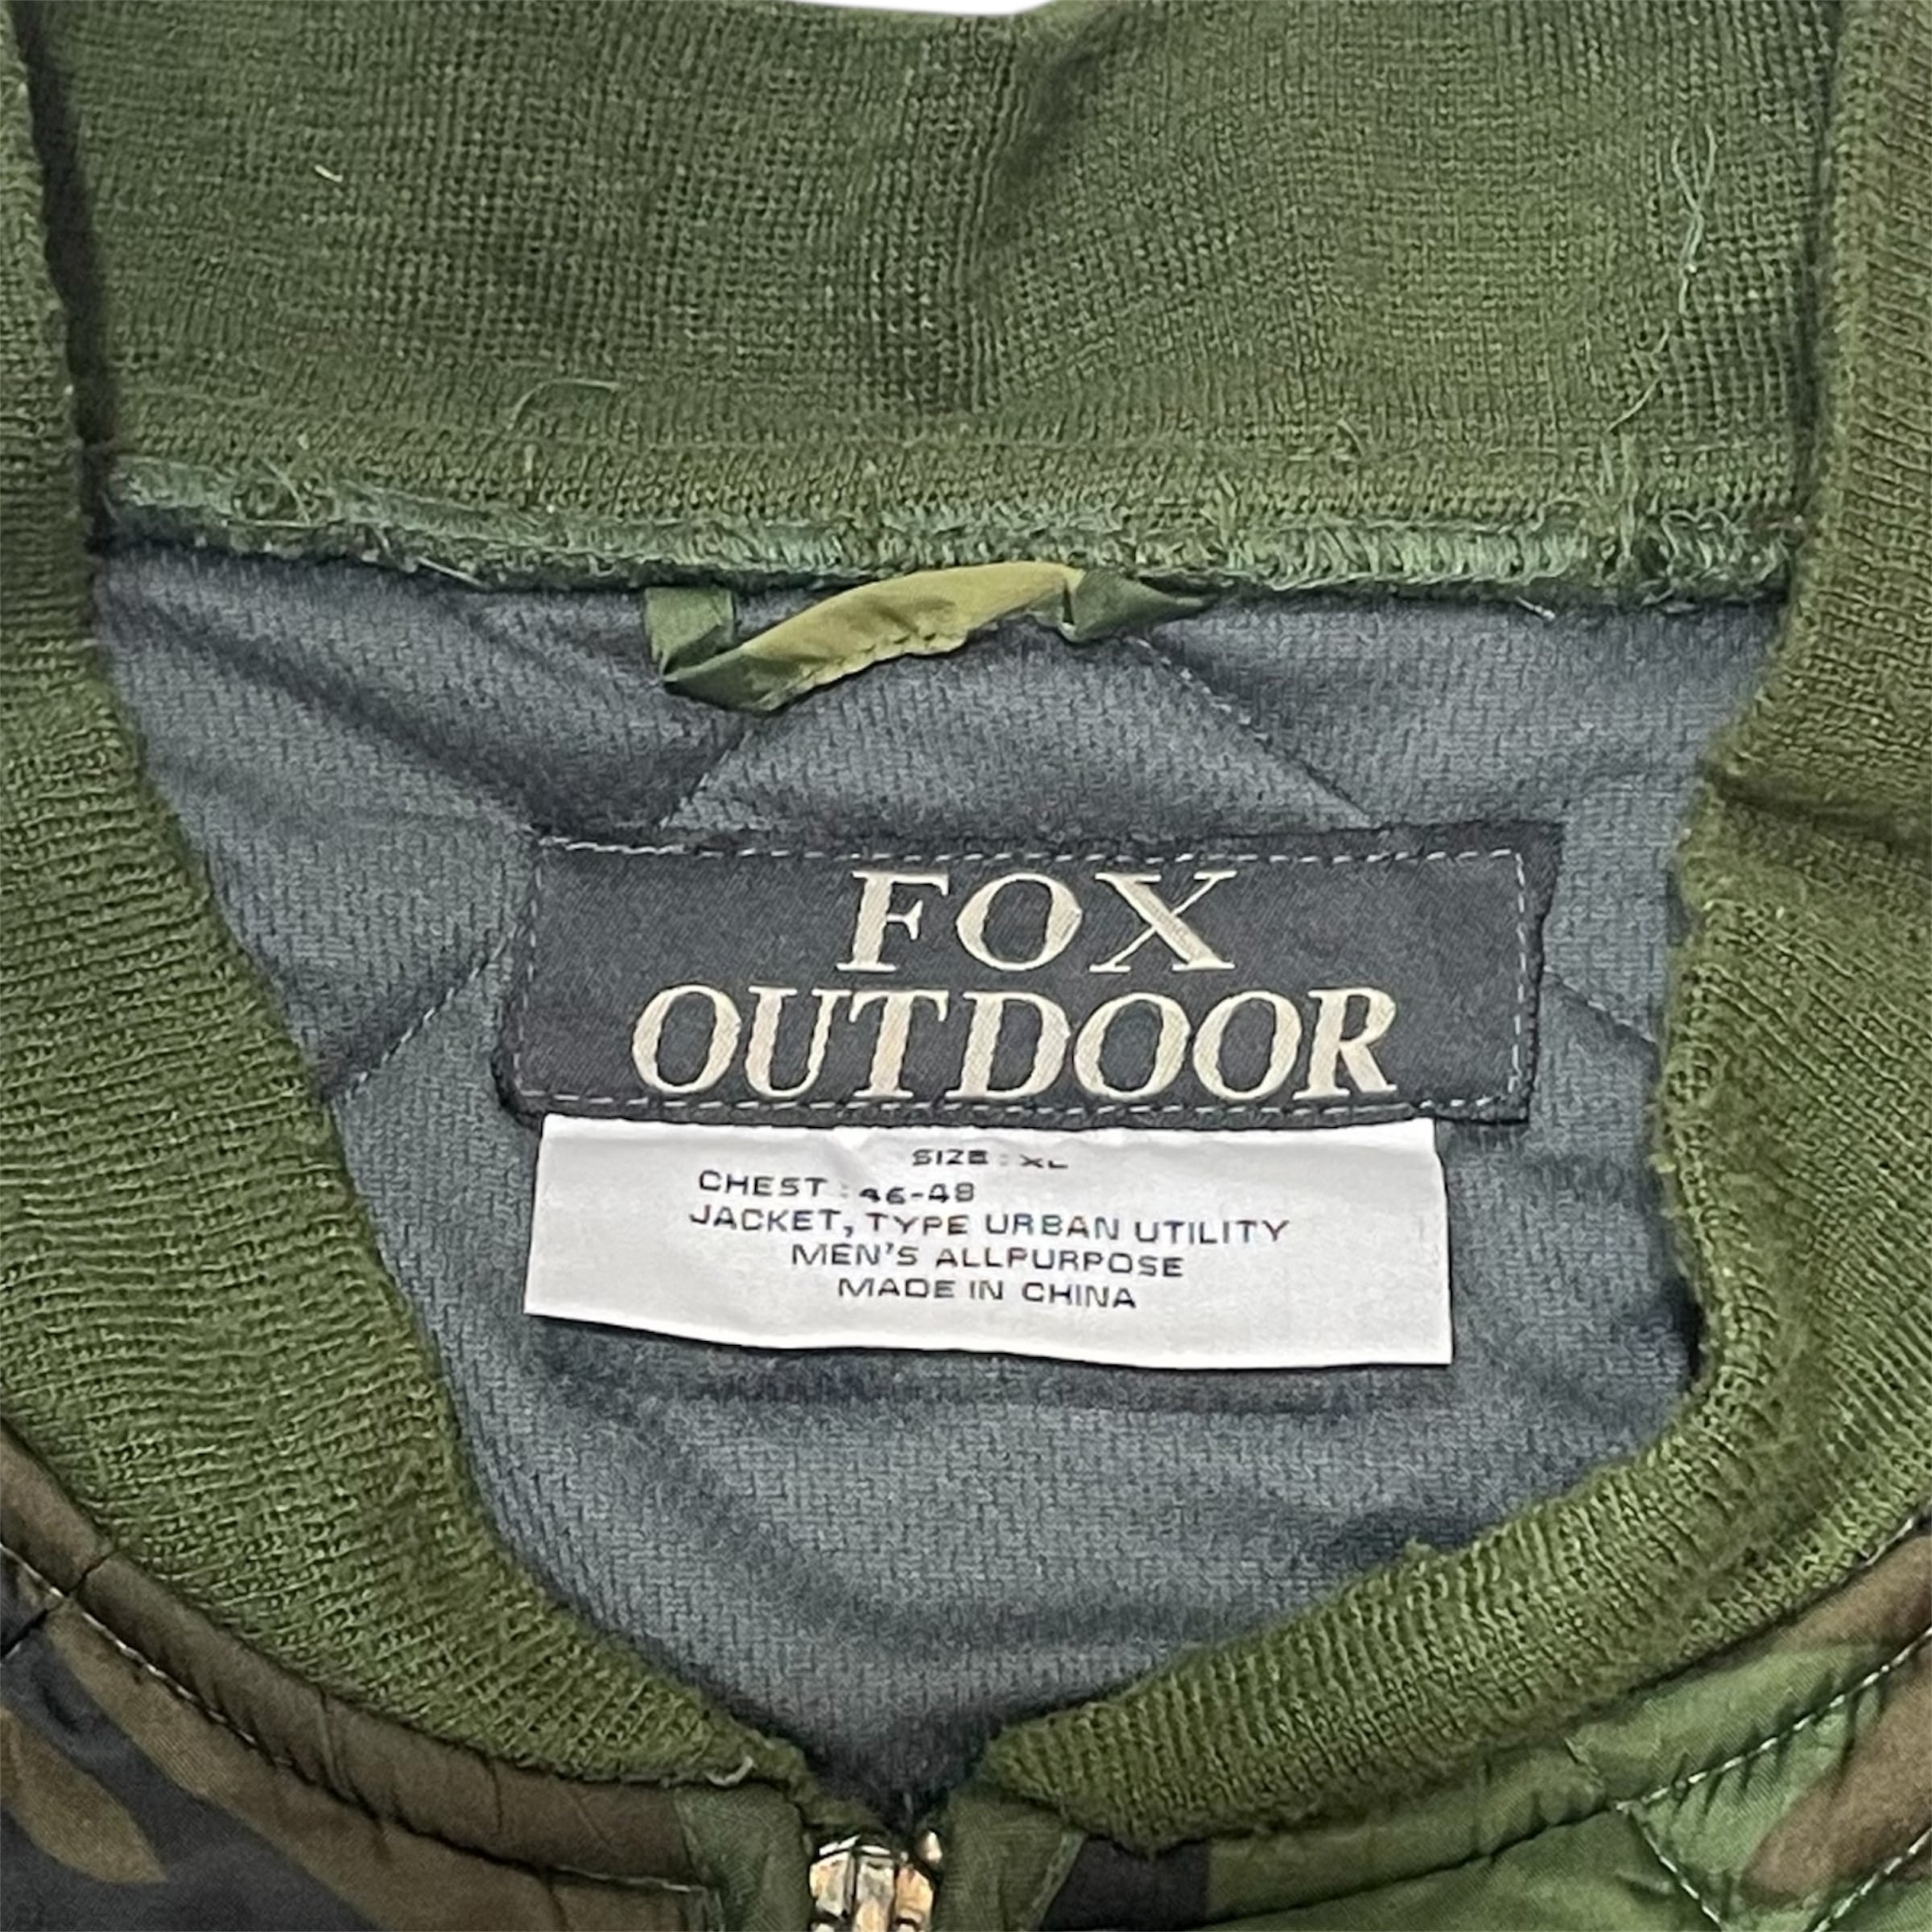 FOX
OUTDOOR
SIZE : XL
CHEST : 46-48
JACKET, TYPE URBAN UTILITY
MEN'S ALLPURPOSE
MADE IN CHINA